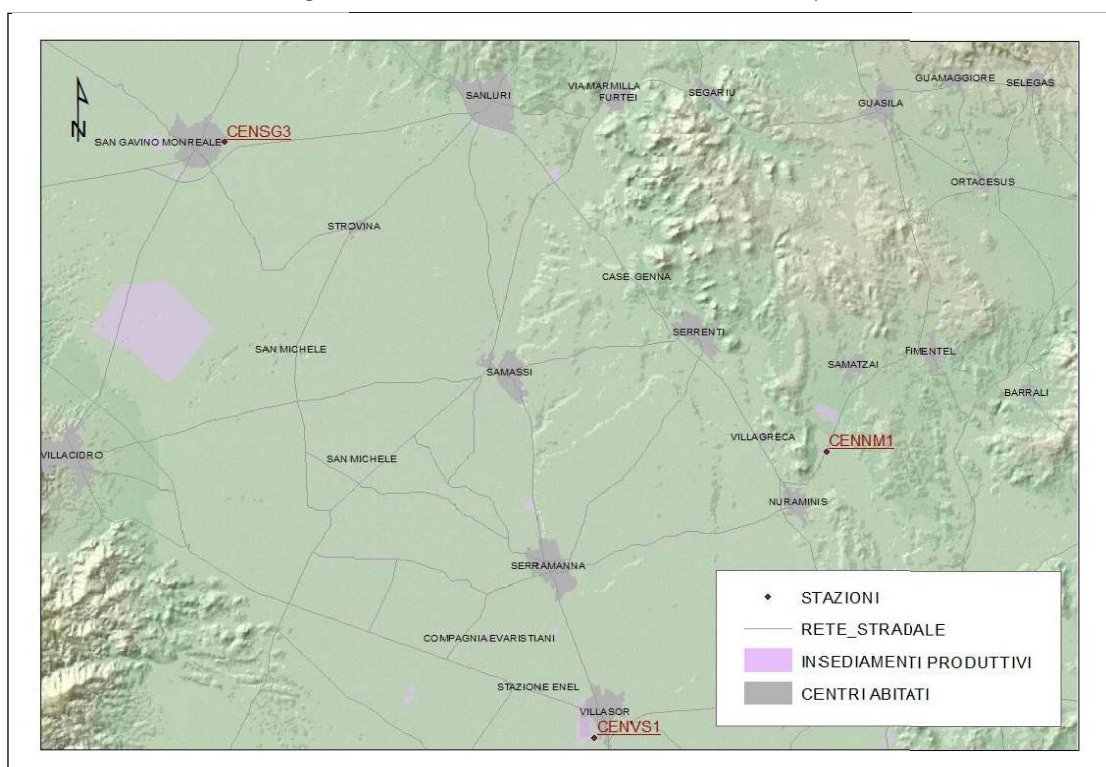 N
SANLURI
VIA MARMILLA
FURTEI
SEGARIU
GUAMAGGIORE
SELEGAS
GUASILA
SAN GAVINO MONREALE
CENSG3
ORTACESUS
STROVINA
CASE GENNA
SERRENTI
SAN MICHELE
SAMASSI
SAMATZAI
PIMENTEL
BARRALI
VILLAGRECA
CENNM1
VILLACIDRO
SAN MICHELE
NURAMINIS
SERRAMANNA
COMPAGNIA EVARISTIANI
STAZIONE ENEL
VILLASOR
CENVS1
STAZIONI
RETE_STRADALE
INSEDIAMENTI PRODUTTIVI
CENTRI ABITATI